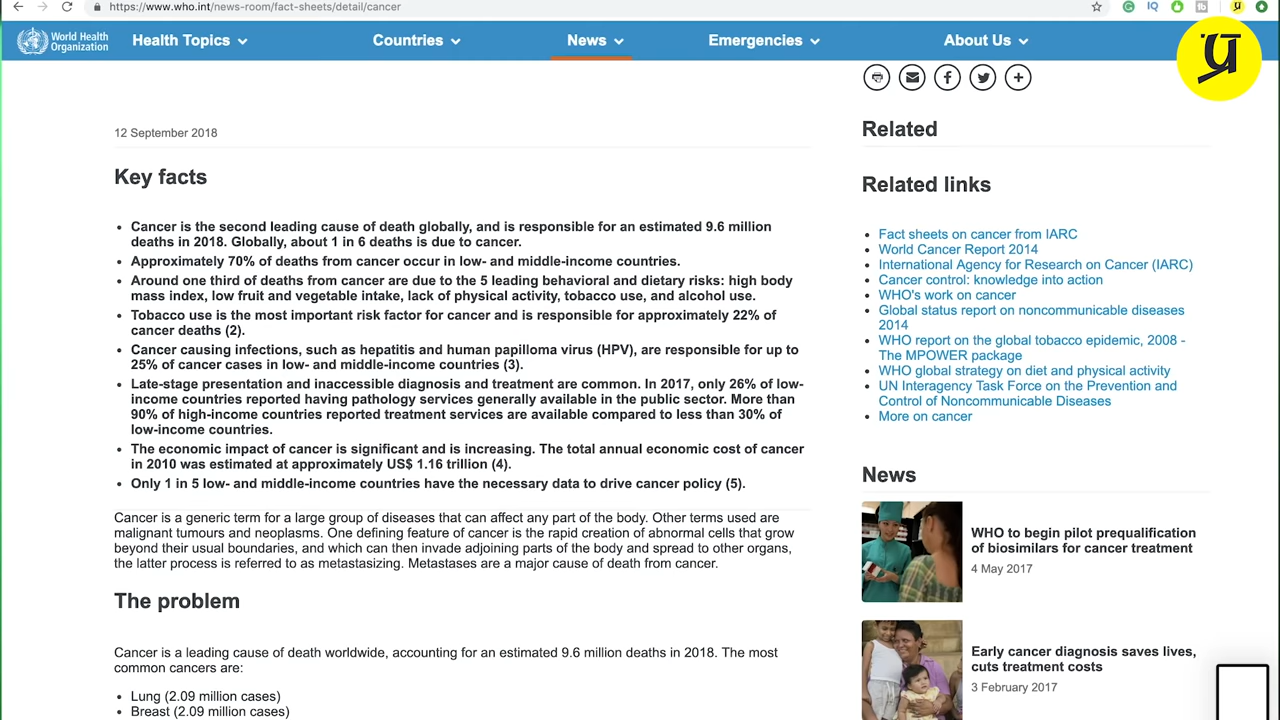 https://www.who.int/news-room/fact-sheets/detail/cancer
World Health
Organization
Health Topics
Countries
News
Emergencies
About Us
12 September 2018
Key facts
• Cancer is the second leading cause of death globally, and is responsible for an estimated 9.6 million
deaths in 2018. Globally, about 1 in 6 deaths is due to cancer.
• Approximately 70% of deaths from cancer occur in low- and middle-income countries.
• Around one third of deaths from cancer are due to the 5 leading behavioral and dietary risks: high body
mass index, low fruit and vegetable intake, lack of physical activity, tobacco use, and alcohol use.
• Tobacco use is the most important risk factor for cancer and is responsible for approximately 22% of
cancer deaths (2).
• Cancer causing infections, such as hepatitis and human papilloma virus (HPV), are responsible for up to
25% of cancer cases in low- and middle-income countries (3).
• Late-stage presentation and inaccessible diagnosis and treatment are common. In 2017, only 26% of low-
income countries reported having pathology services generally available in the public sector. More than
90% of high-income countries reported treatment services are available compared to less than 30% of
low-income countries.
• The economic impact of cancer is significant and is increasing. The total annual economic cost of cancer
in 2010 was estimated at approximately US$ 1.16 trillion (4).
• Only 1 in 5 low- and middle-income countries have the necessary data to drive cancer policy (5).
Cancer is a generic term for a large group of diseases that can affect any part of the body. Other terms used are
malignant tumours and neoplasms. One defining feature of cancer is the rapid creation of abnormal cells that grow
beyond their usual boundaries, and which can then invade adjoining parts of the body and spread to other organs,
the latter process is referred to as metastasizing. Metastases are a major cause of death from cancer.
The problem
Cancer is a leading cause of death worldwide, accounting for an estimated 9.6 million deaths in 2018. The most
common cancers are:
• Lung (2.09 million cases)
• Breast (2.09 million cases)
Related
Related links
• Fact sheets on cancer from IARC
• World Cancer Report 2014
• International Agency for Research on Cancer (IARC)
• Cancer control: knowledge into action
• WHO's work on cancer
• Global status report on noncommunicable diseases
2014
• WHO report on the global tobacco epidemic, 2008 -
The MPOWER package
• WHO global strategy on diet and physical activity
• UN Interagency Task Force on the Prevention and
Control of Noncommunicable Diseases
• More on cancer
News
WHO to begin pilot prequalification
of biosimilars for cancer treatment
4 May 2017
Early cancer diagnosis saves lives,
cuts treatment costs
3 February 2017